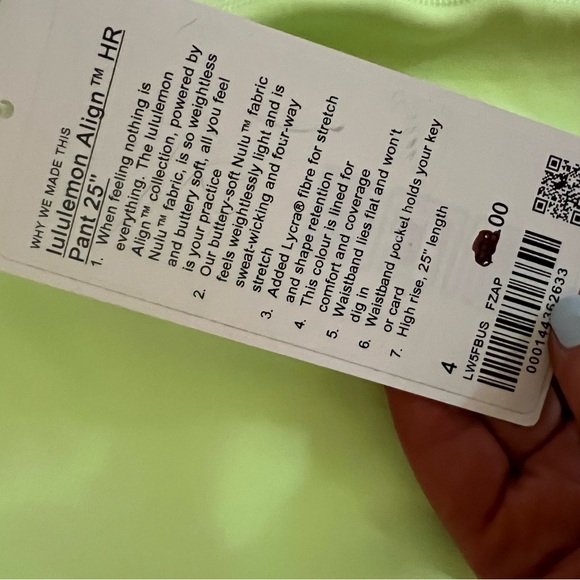 WHY WE MADE THIS
lululemon Align™ HR
Pant 25"
1. When feeling nothing is
everything. The lululemon
Align™ collection, powered by
Nulu™ fabric, is so weightless
and buttery soft, all you feel
is your practice
2. Our buttery-soft Nulu™ fabric
feels weightlessly light and is
sweat-wicking and four-way
stretch
3. Added Lycra® fibre for stretch
and shape retention
4. This colour is lined for
comfort and coverage
5. Waistband lies flat and won't
dig in
6. Waistband pocket holds your key
or card
7. High rise, 25" length
4
00
LW5FBUS FZAP